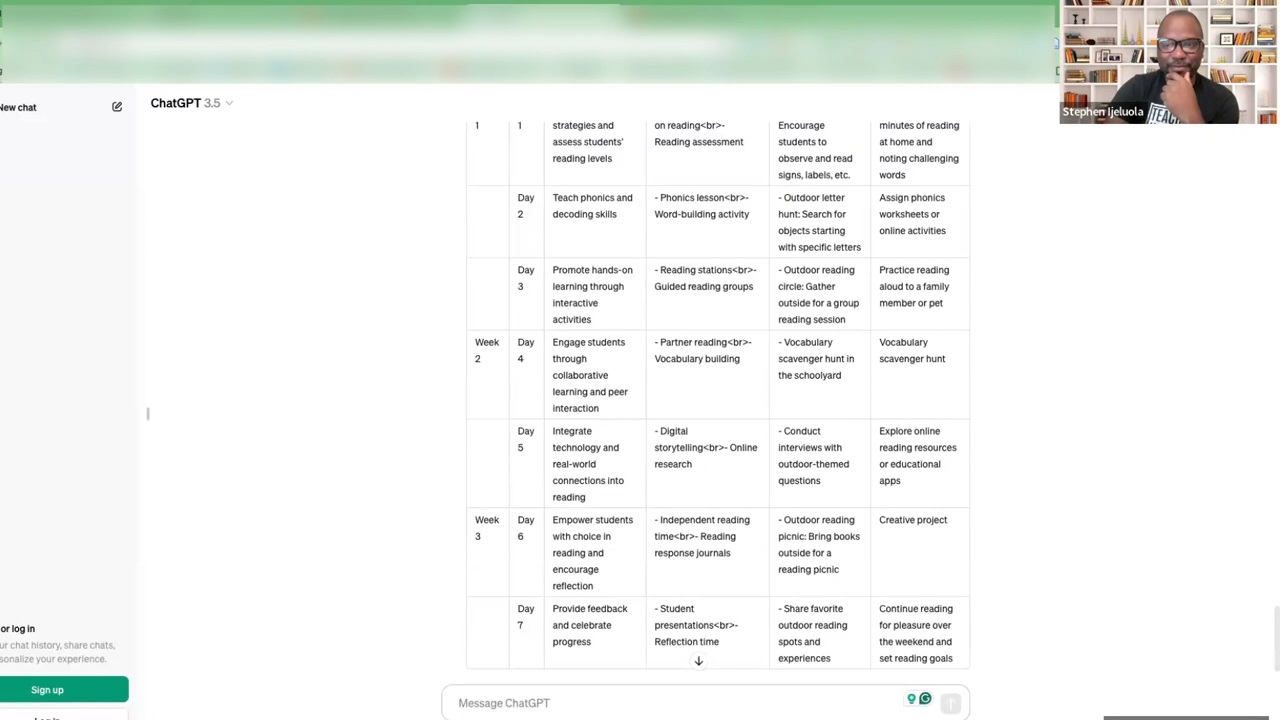 Stephen Ijeluola
New chat
ChatGPT 3.5
1
1
strategies and
assess students'
reading levels
on reading<br>-
Reading assessment
Encourage
students to
observe and read
signs, labels, etc.
minutes of reading
at home and
noting challenging
words
Day
2
Teach phonics and
decoding skills
- Phonics lesson<br>-
Word-building activity
- Outdoor letter
hunt: Search for
objects starting
with specific letters
Assign phonics
worksheets or
online activities
Day
3
Promote hands-on
learning through
interactive
activities
- Reading stations<br>-
Guided reading groups
- Outdoor reading
circle: Gather
outside for a group
reading session
Practice reading
aloud to a family
member or pet
Week
2
Day
4
Engage students
through
collaborative
learning and peer
interaction
- Partner reading<br>-
Vocabulary building
- Vocabulary
scavenger hunt in
the schoolyard
Vocabulary
scavenger hunt
Day
5
Integrate
technology and
real-world
connections into
reading
- Digital
storytelling<br>- Online
research
- Conduct
interviews with
outdoor-themed
questions
Explore online
reading resources
or educational
apps
Week
3
Day
6
Empower students
with choice in
reading and
encourage
reflection
- Independent reading
time<br>- Reading
response journals
- Outdoor reading
picnic: Bring books
outside for a
reading picnic
Creative project
Day
7
Provide feedback
and celebrate
progress
- Student
presentations<br>-
Reflection time
- Share favorite
outdoor reading
spots and
experiences
Continue reading
for pleasure over
the weekend and
set reading goals
or log in
ur chat history, share chats,
sonalize your experience.
Sign up
Message ChatGPT